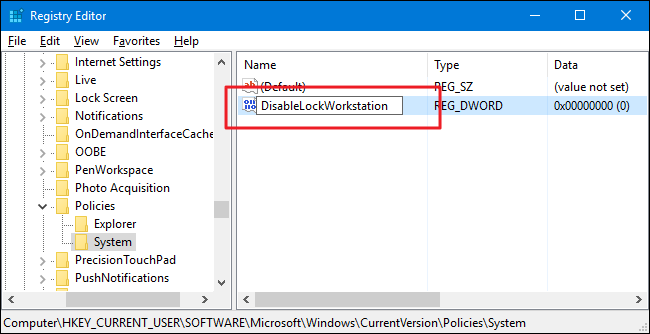 Registry Editor
File Edit View Favorites Help
Internet Settings
Live
Lock Screen
Notifications
OnDemandInterfaceCache
OOBE
PenWorkspace
Photo Acquisition
Policies
Explorer
System
PrecisionTouchPad
PushNotifications
Name Type Data
(Default) REG_SZ (value not set)
DisableLockWorkstation REG_DWORD 0x00000000 (0)
Computer\HKEY_CURRENT_USER\SOFTWARE\Microsoft\Windows\CurrentVersion\Policies\System